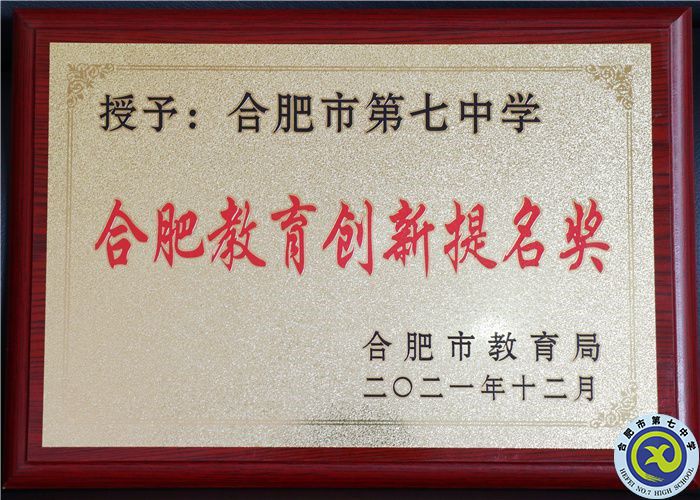 授予：合肥市第七中学
合肥教育创新提名奖
合肥市教育局
二〇二一年十二月
合肥市第七中学
HEFEI NO.7 HIGH SCHOOL